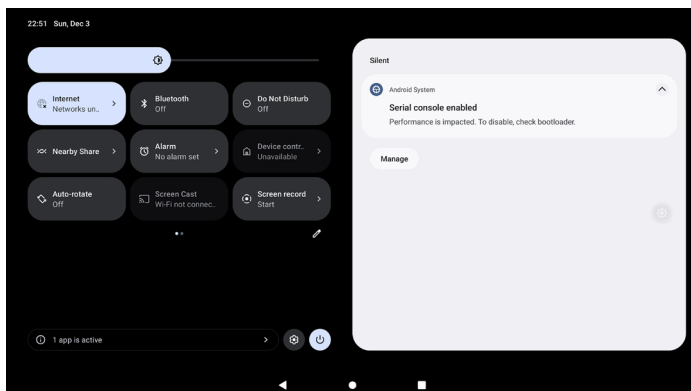 22:51 Sun, Dec 3
Internet
Networks un..
Bluetooth
Off
Do Not Disturb
Off
Nearby Share
Alarm
No alarm set
Device contr..
Unavailable
Auto-rotate
Off
Screen Cast
Wi-Fi not connec..
Screen record
Start
1 app is active
Silent
Android System
Serial console enabled
Performance is impacted. To disable, check bootloader.
Manage